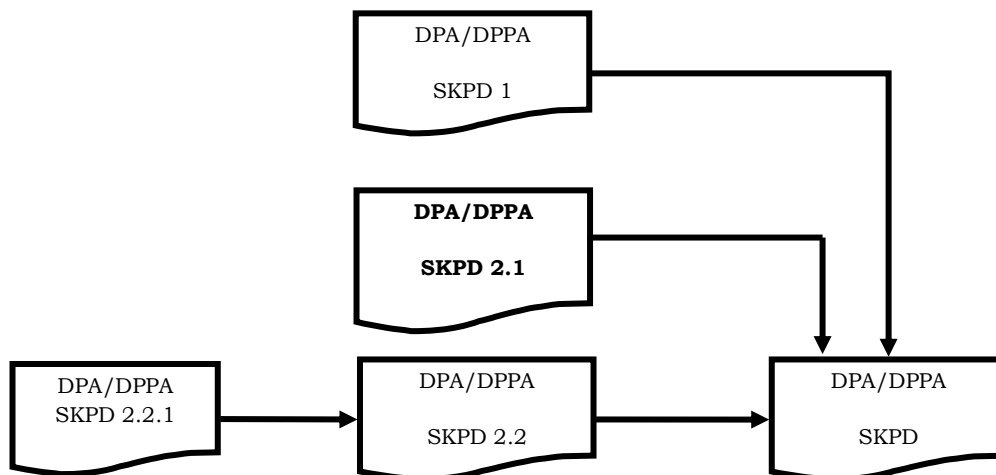 DPA/DPPA
SKPD 1
DPA/DPPA
SKPD 2.1
DPA/DPPA
SKPD 2.2.1
DPA/DPPA
SKPD 2.2
DPA/DPPA
SKPD